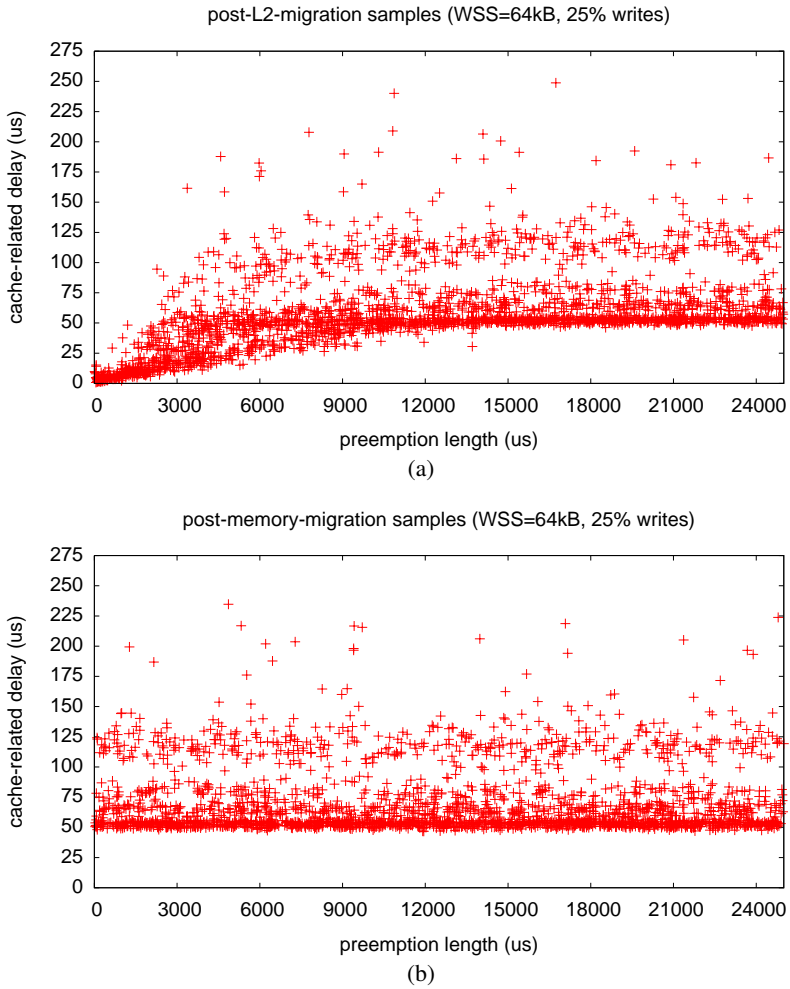 post-L2-migration samples (WSS=64kB, 25% writes)
275
250
225
200
175
150
125
100
75
50
25
0
cache-related delay (us)
0 3000 6000 9000 12000 15000 18000 21000 24000
preemption length (us)
(a)
post-memory-migration samples (WSS=64kB, 25% writes)
275
250
225
200
175
150
125
100
75
50
25
0
cache-related delay (us)
0 3000 6000 9000 12000 15000 18000 21000 24000
preemption length (us)
(b)